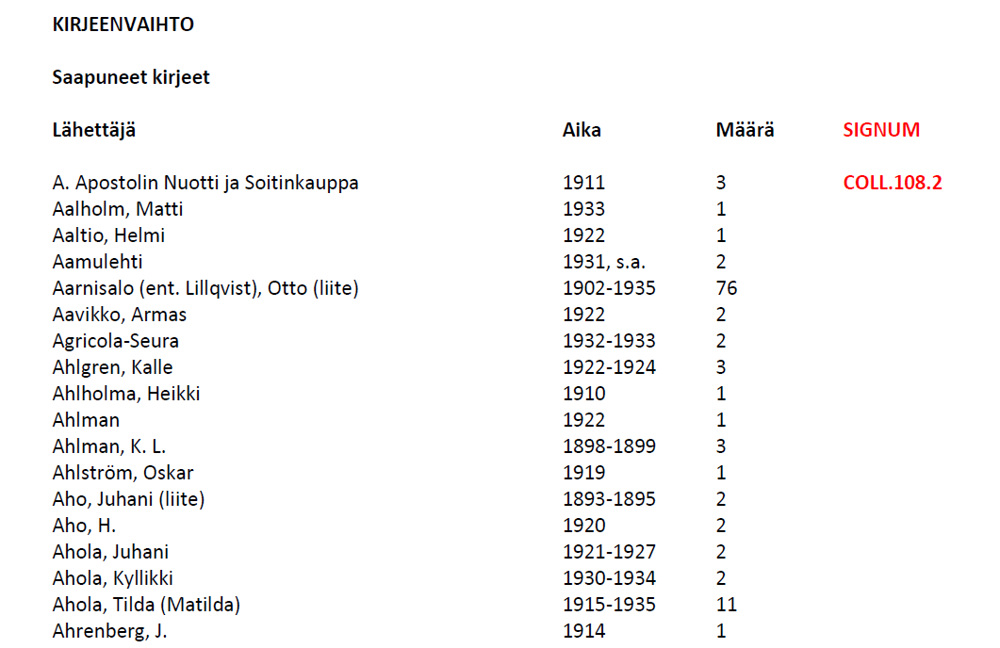 KIRJEENVAIHTO
Saapuneet kirjeet
Lähettäjä Aika Määrä SIGNUM
A. Apostolin Nuotti ja Soitinkauppa 1911 3 COLL.108.2
Aalholm, Matti 1933 1
Aaltio, Helmi 1922 1
Aamulehti 1931, s.a. 2
Aarnisalo (ent. Lillqvist), Otto (liite) 1902-1935 76
Aavikko, Armas 1922 2
Agricola-Seura 1932-1933 2
Ahlgren, Kalle 1922-1924 3
Ahlholma, Heikki 1910 1
Ahlman 1922 1
Ahlman, K. L. 1898-1899 3
Ahlström, Oskar 1919 1
Aho, Juhani (liite) 1893-1895 2
Aho, H. 1920 2
Ahola, Juhani 1921-1927 2
Ahola, Kyllikki 1930-1934 2
Ahola, Tilda (Matilda) 1915-1935 11
Ahrenberg, J. 1914 1